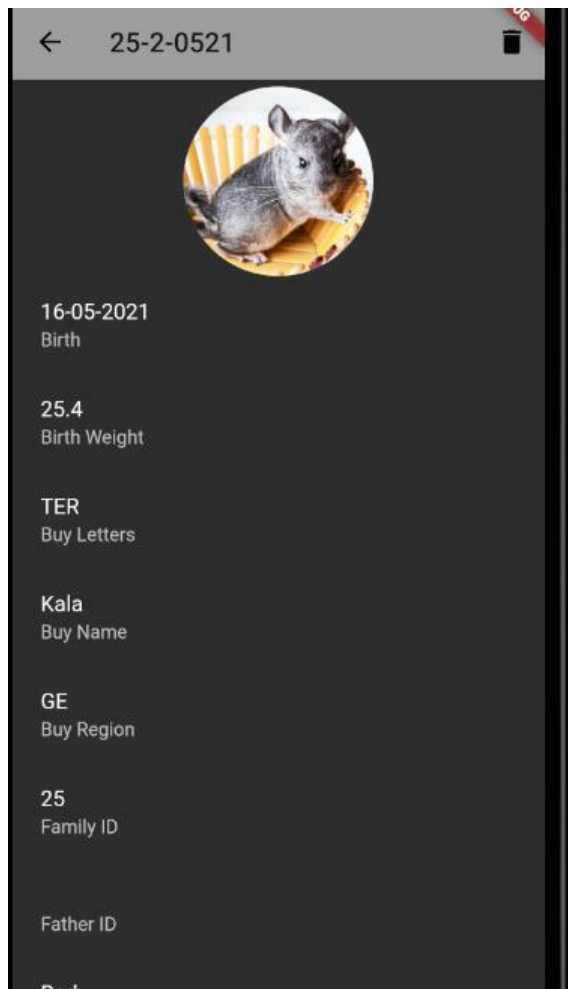 25-2-0521
16-05-2021
Birth
25.4
Birth Weight
TER
Buy Letters
Kala
Buy Name
GE
Buy Region
25
Family ID
Father ID